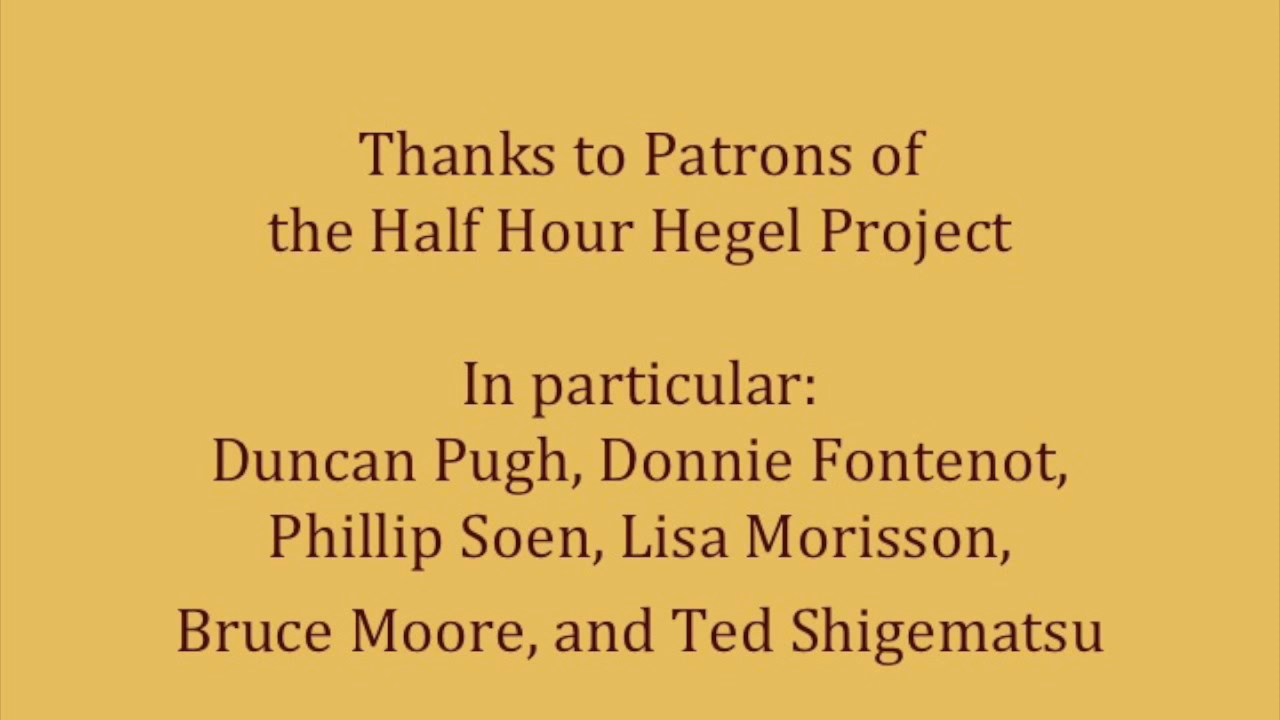 Thanks to Patrons of
the Half Hour Hegel Project
In particular:
Duncan Pugh, Donnie Fontenot,
Phillip Soen, Lisa Morisson,
Bruce Moore, and Ted Shigematsu